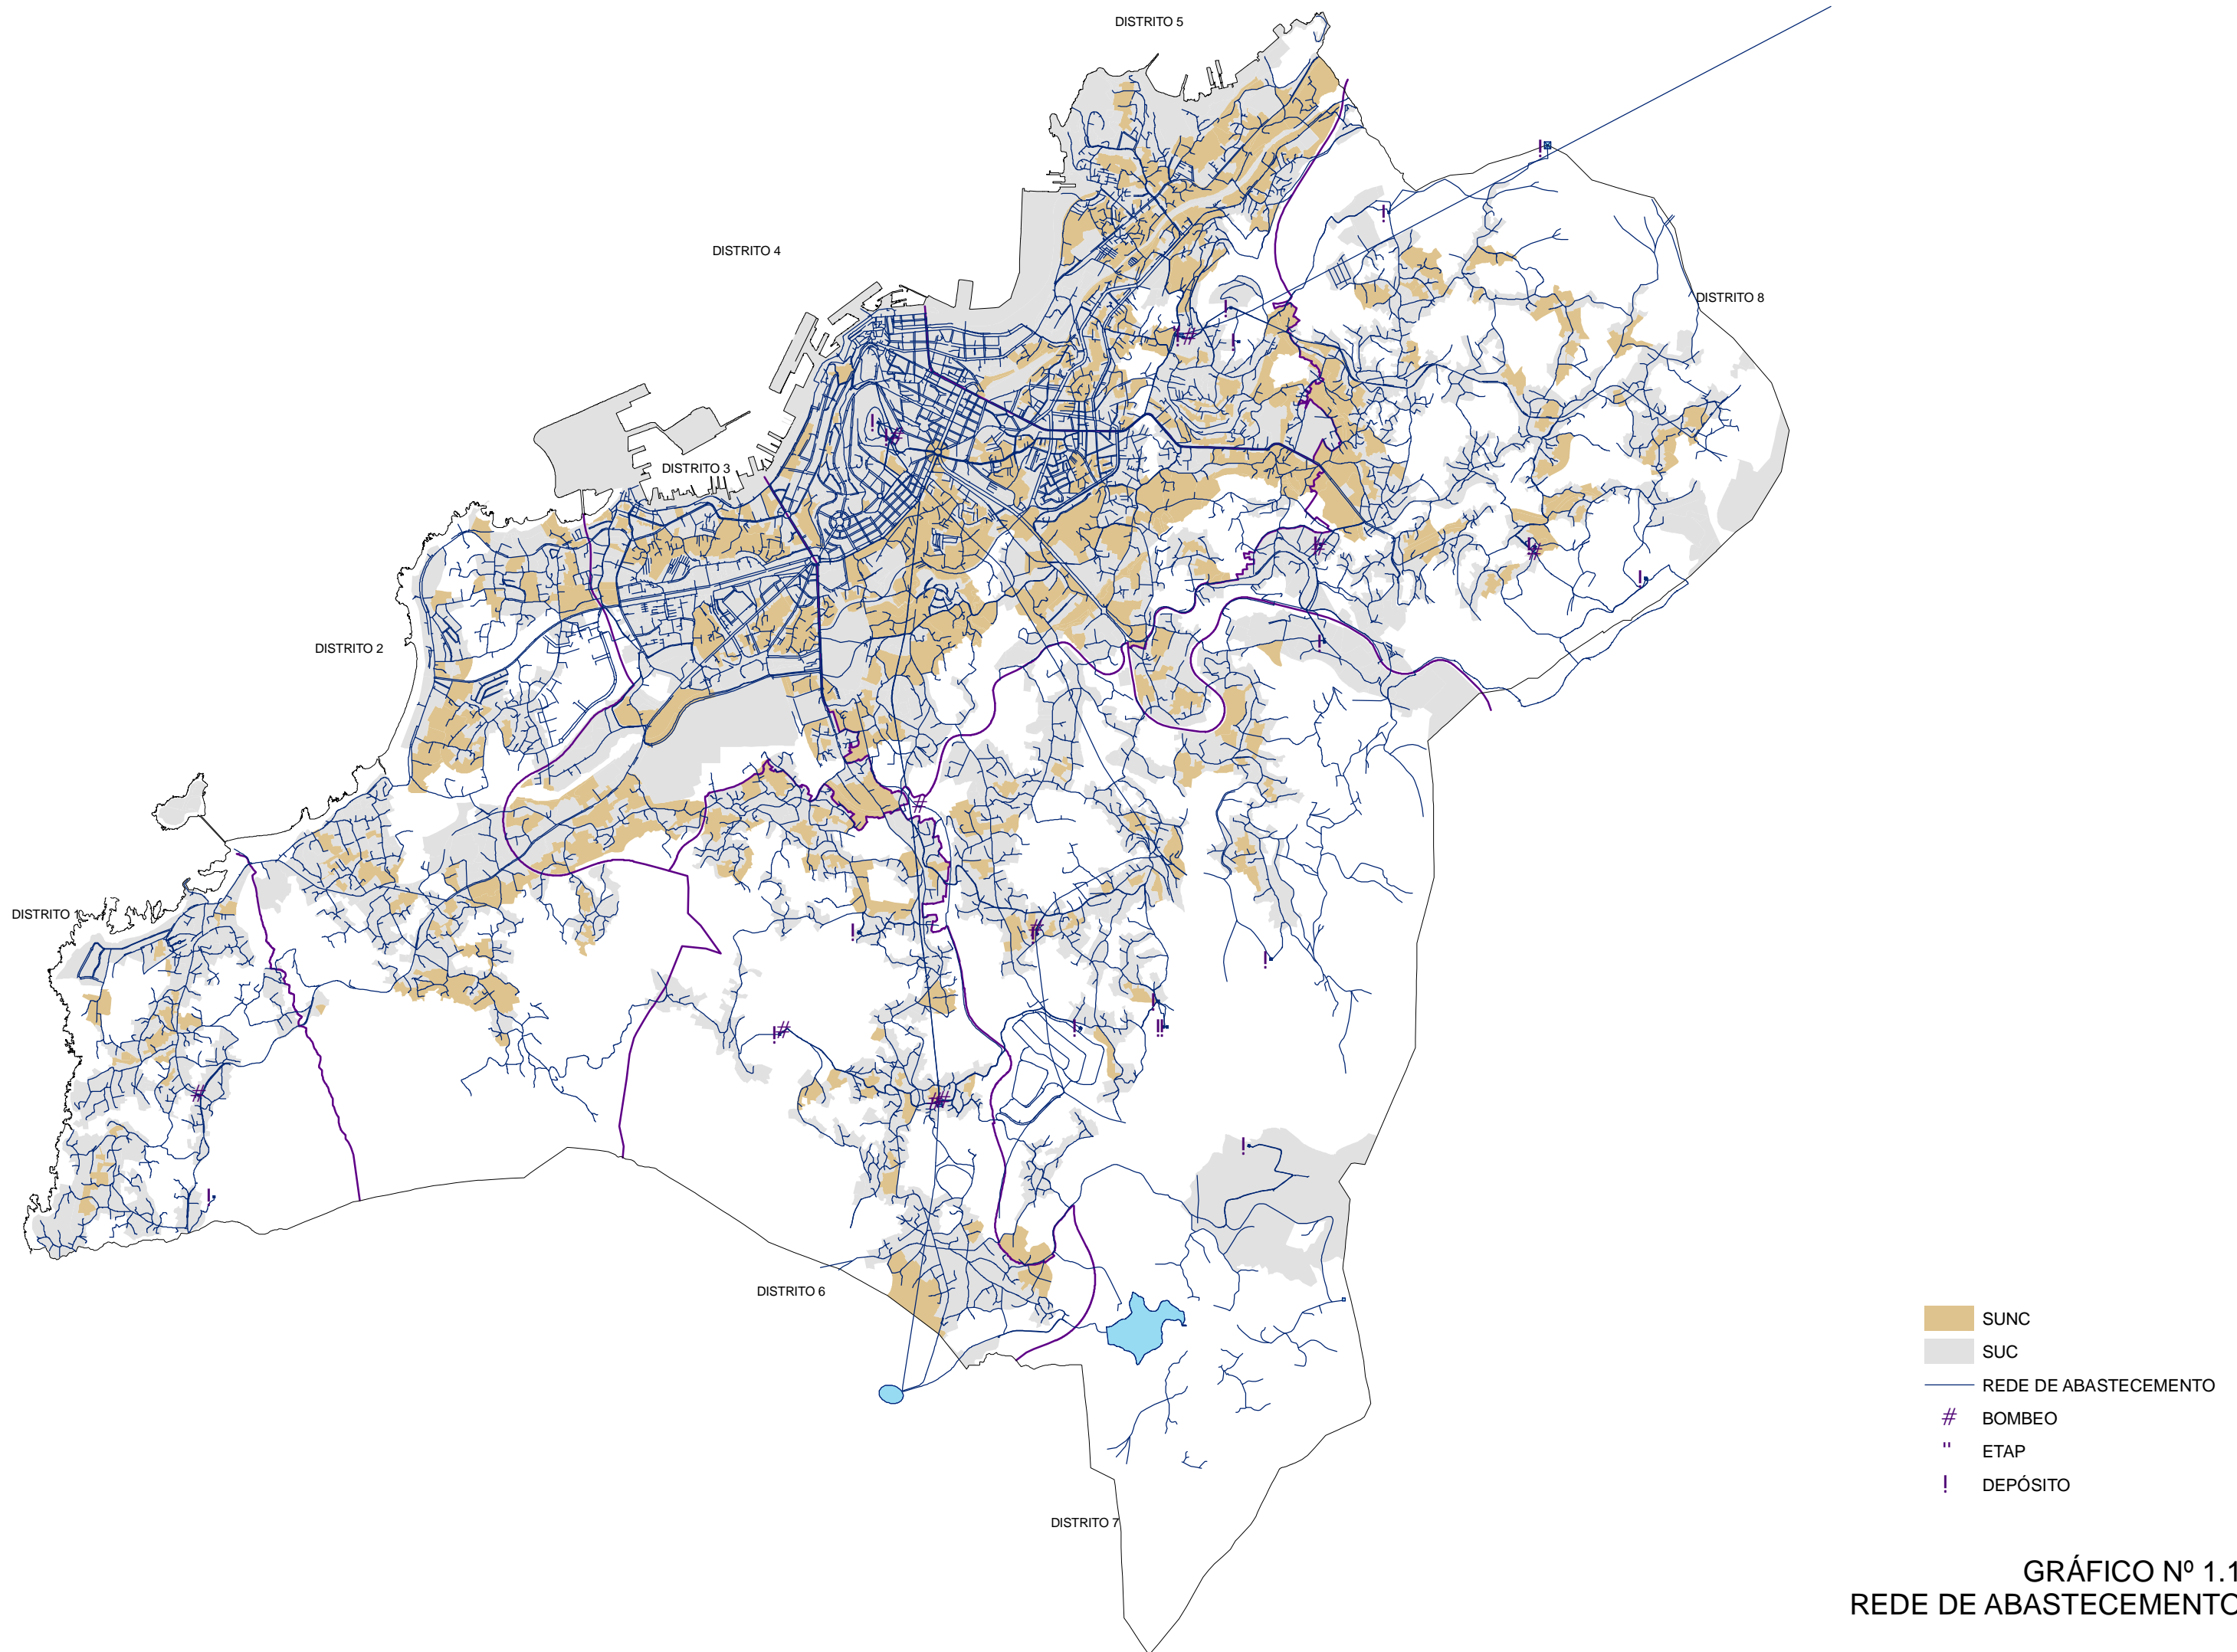 DISTRITO 5
DISTRITO 4
DISTRITO 8
DISTRITO 3
DISTRITO 2
DISTRITO 1
DISTRITO 6
DISTRITO 7
SUNC
SUC
REDE DE ABASTECEMENTO
# BOMBEO
" ETAP
! DEPÓSITO
GRÁFICO Nº 1.1
REDE DE ABASTECEMENTO